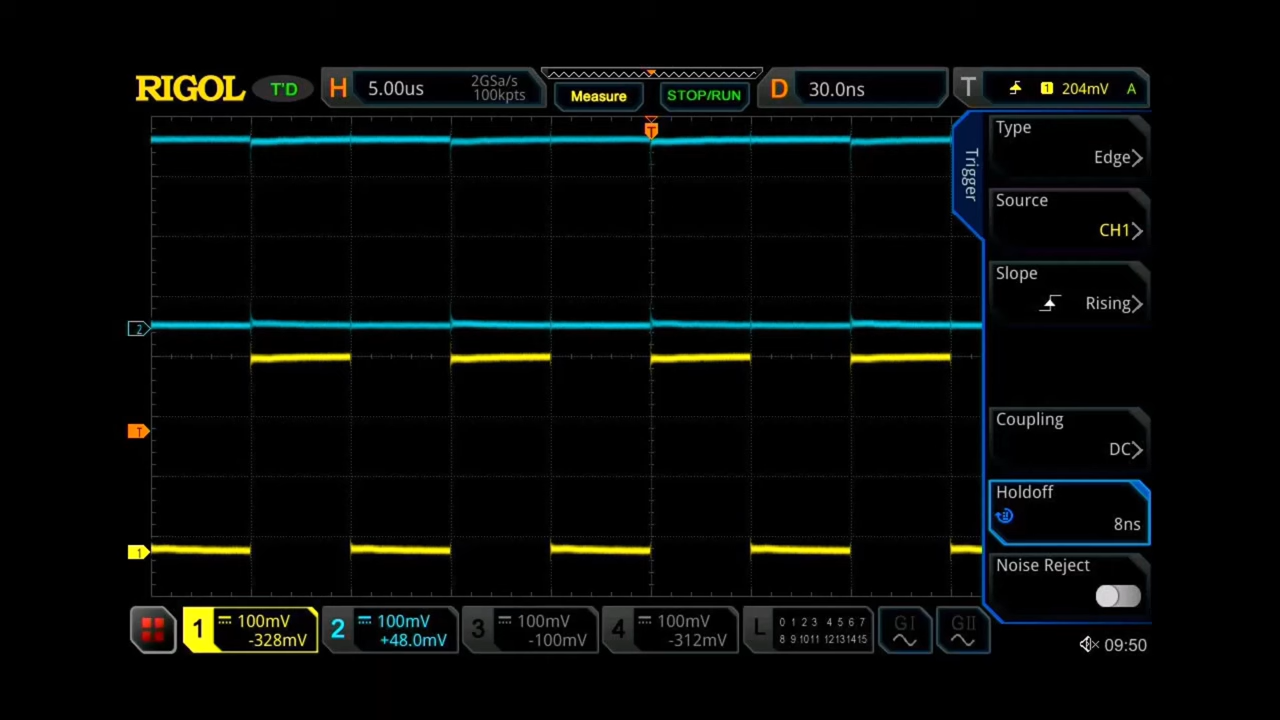 RIGOL T'D H 5.00us 2GSa/s 100kpts Measure STOP/RUN D 30.0ns T 1 204mV A
T
Trigger
Type
Edge
Source
CH1
Slope
Rising
2
T
Coupling
DC
Holdoff
8ns
1
Noise Reject
1 100mV -328mV
2 100mV +48.0mV
3 100mV -100mV
4 100mV -312mV
L 0 1 2 3 4 5 6 7
8 9 10 11 12 13 14 15
GI GII
09:50